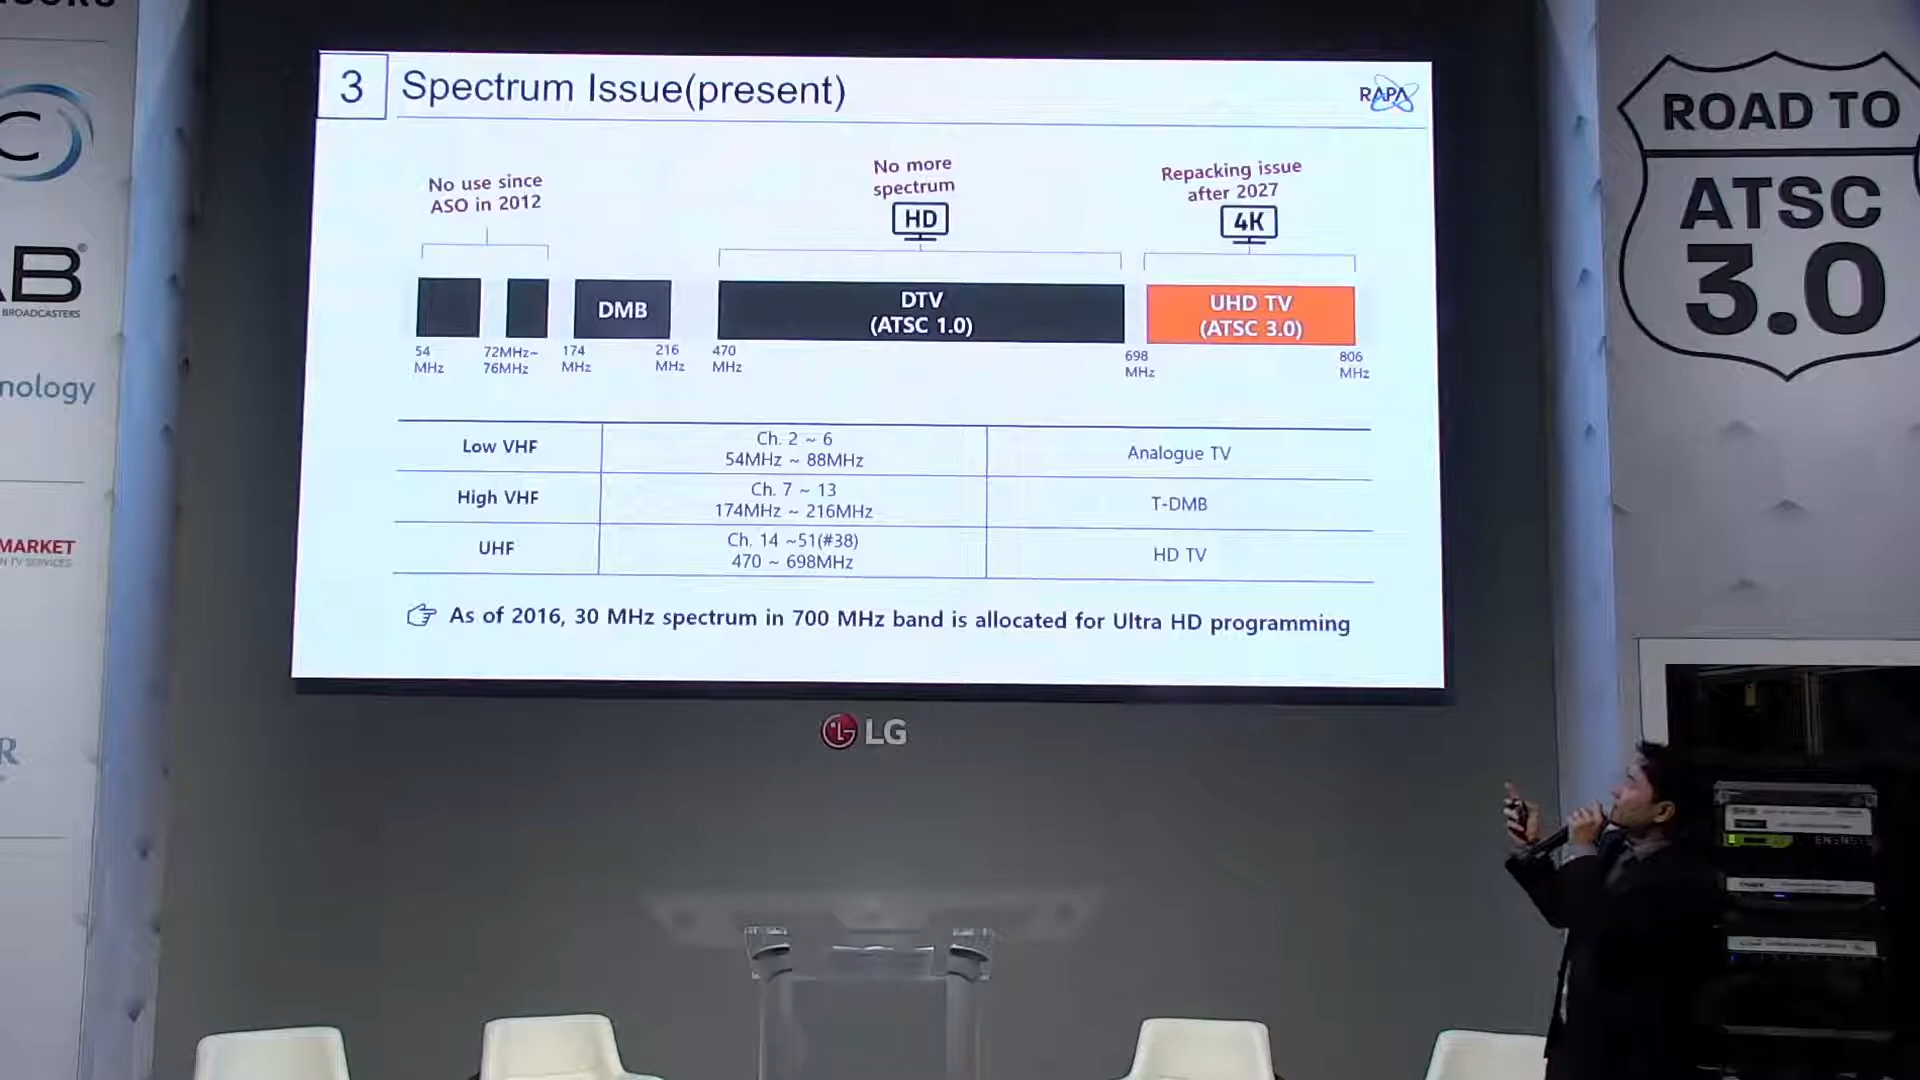 3
Spectrum Issue(present)
RAPA
No use since
ASO in 2012
No more
spectrum
HD
Repacking issue
after 2027
4K
DMB
DTV
(ATSC 1.0)
UHD TV
(ATSC 3.0)
54
MHz
72MHz~
76MHz
174
MHz
216
MHz
470
MHz
698
MHz
806
MHz
Low VHF
Ch. 2 ~ 6
54MHz ~ 88MHz
Analogue TV
High VHF
Ch. 7 ~ 13
174MHz ~ 216MHz
T-DMB
UHF
Ch. 14 ~51(#38)
470 ~ 698MHz
HD TV
As of 2016, 30 MHz spectrum in 700 MHz band is allocated for Ultra HD programming
LG
ROAD TO
ATSC
3.0
C
AB
BROADCASTERS
nology
MARKET
N TV SERVICES
R